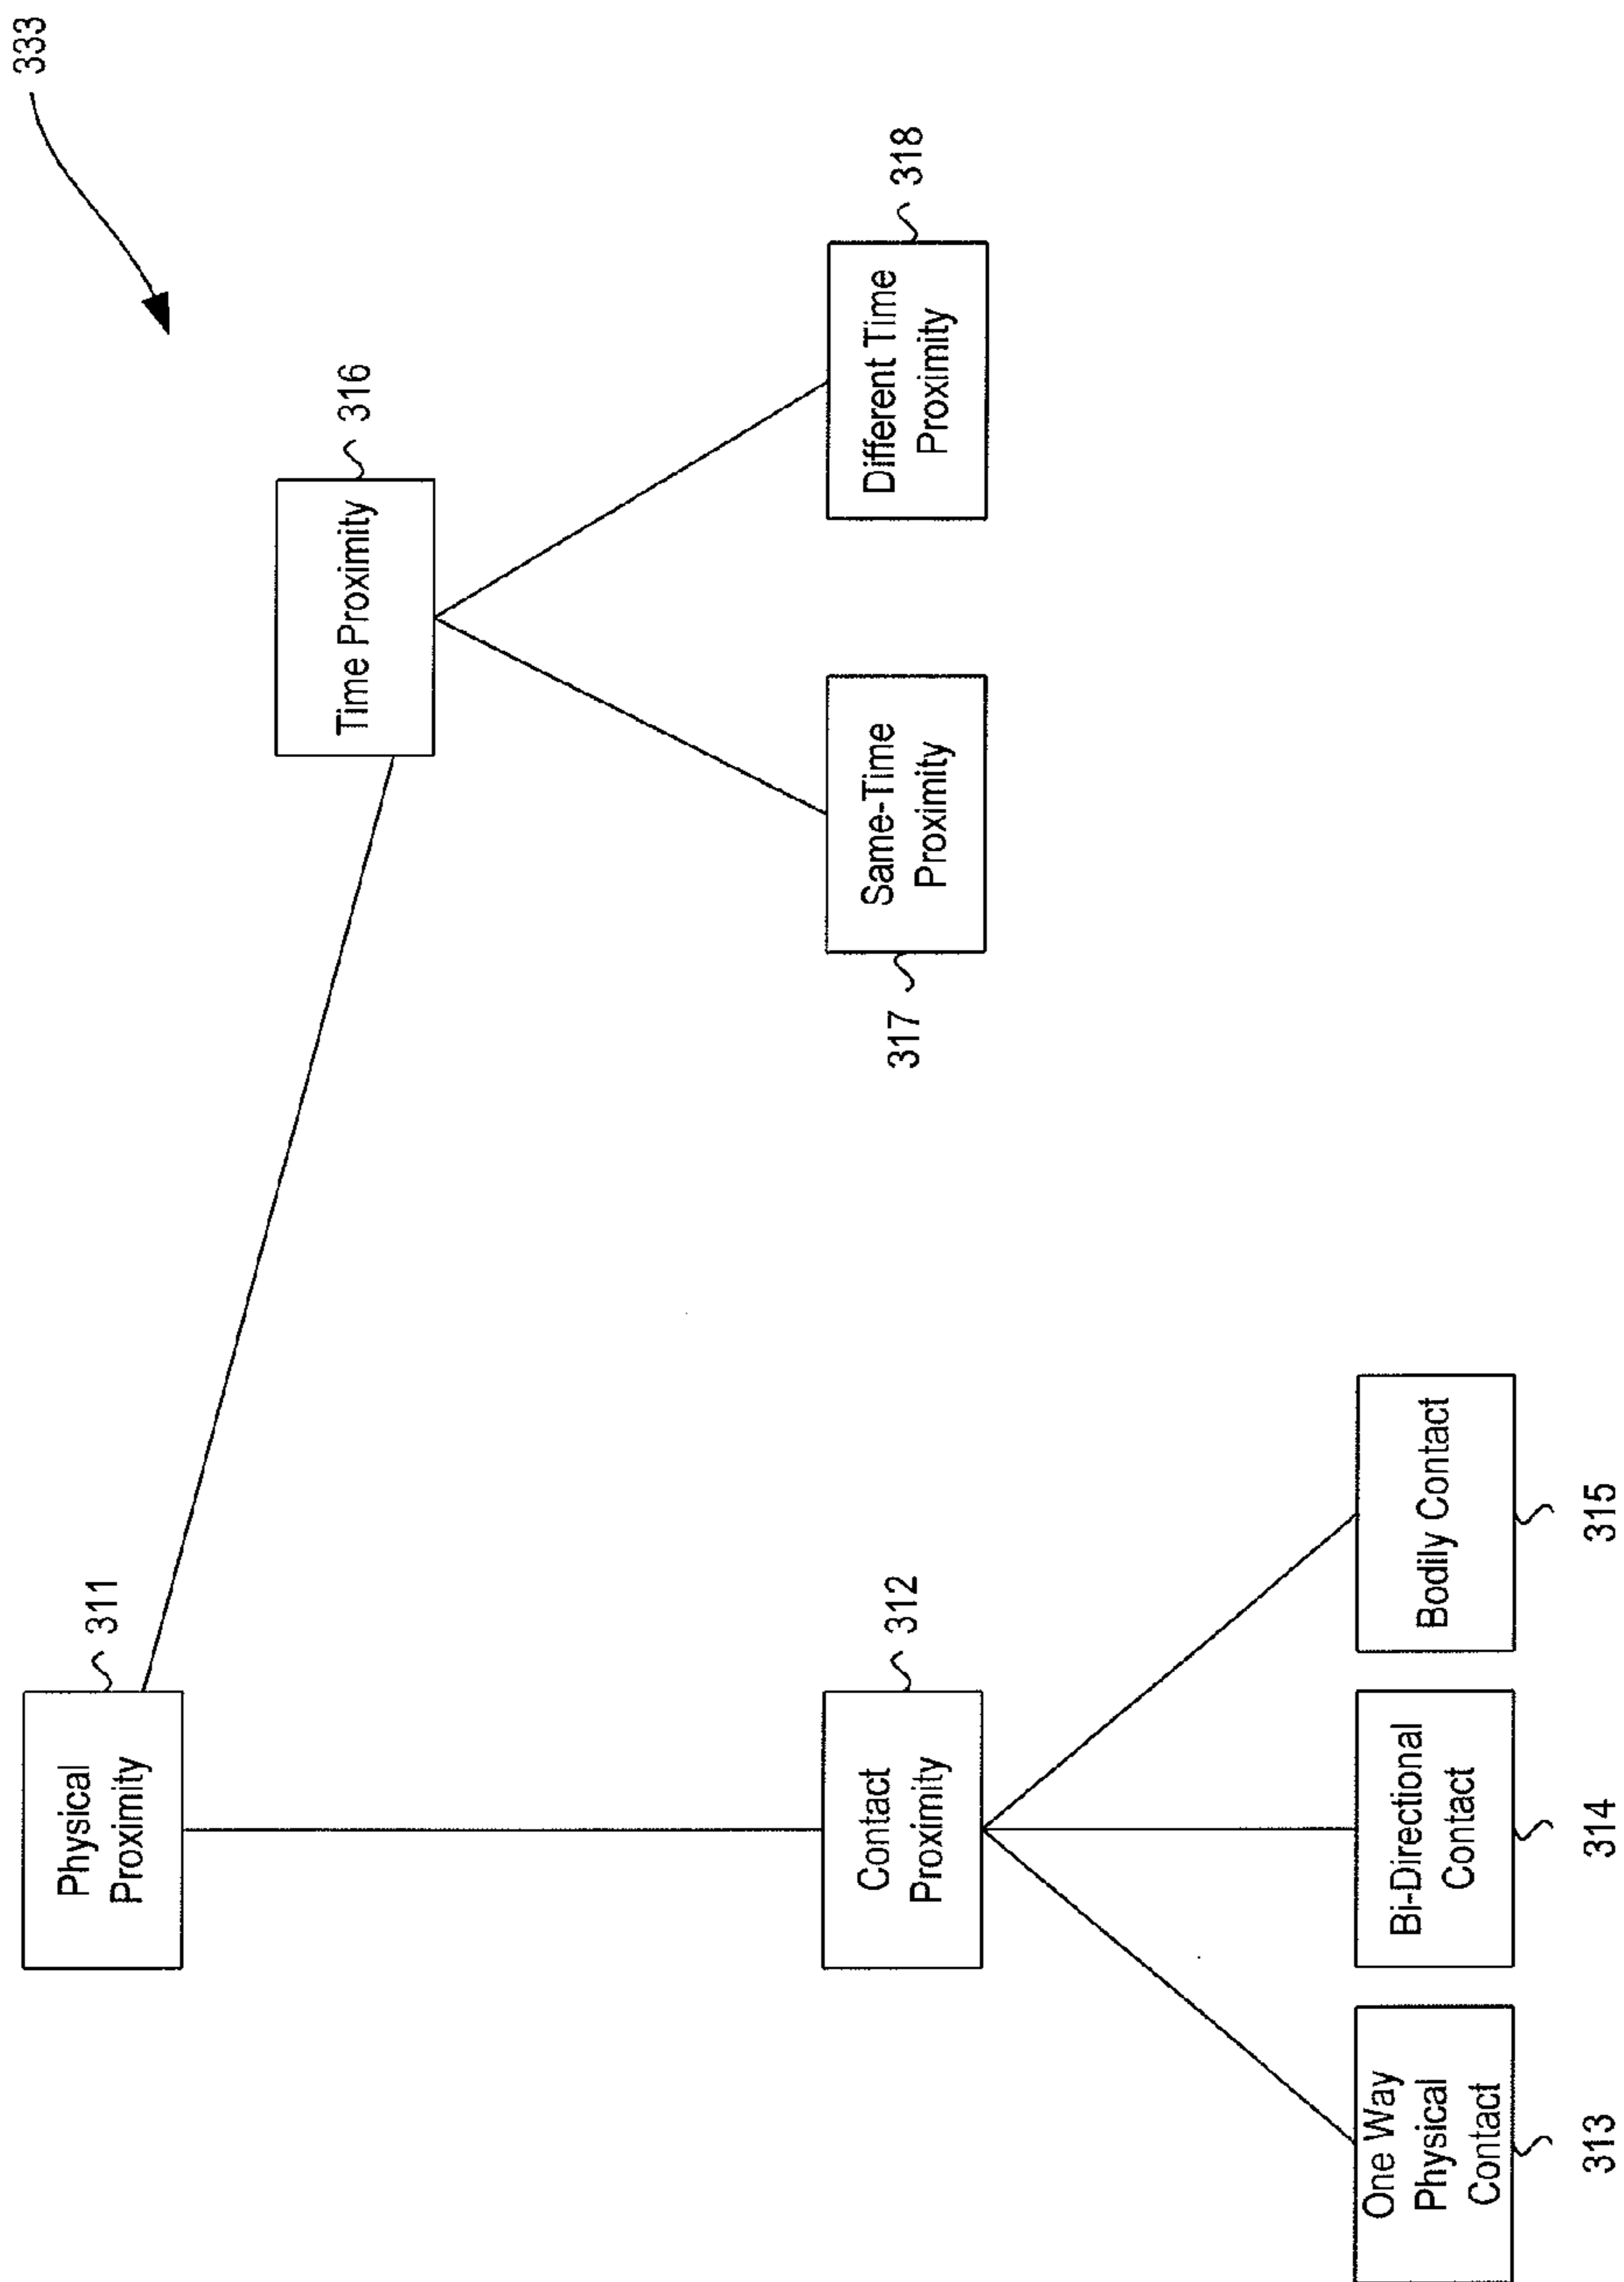 333
Physical
Proximity
311
Time Proximity
316
Contact
Proximity
312
Same-Time
Proximity
317
Different Time
Proximity
318
One Way
Physical
Contact
313
Bi-Directional
Contact
314
Bodily Contact
315